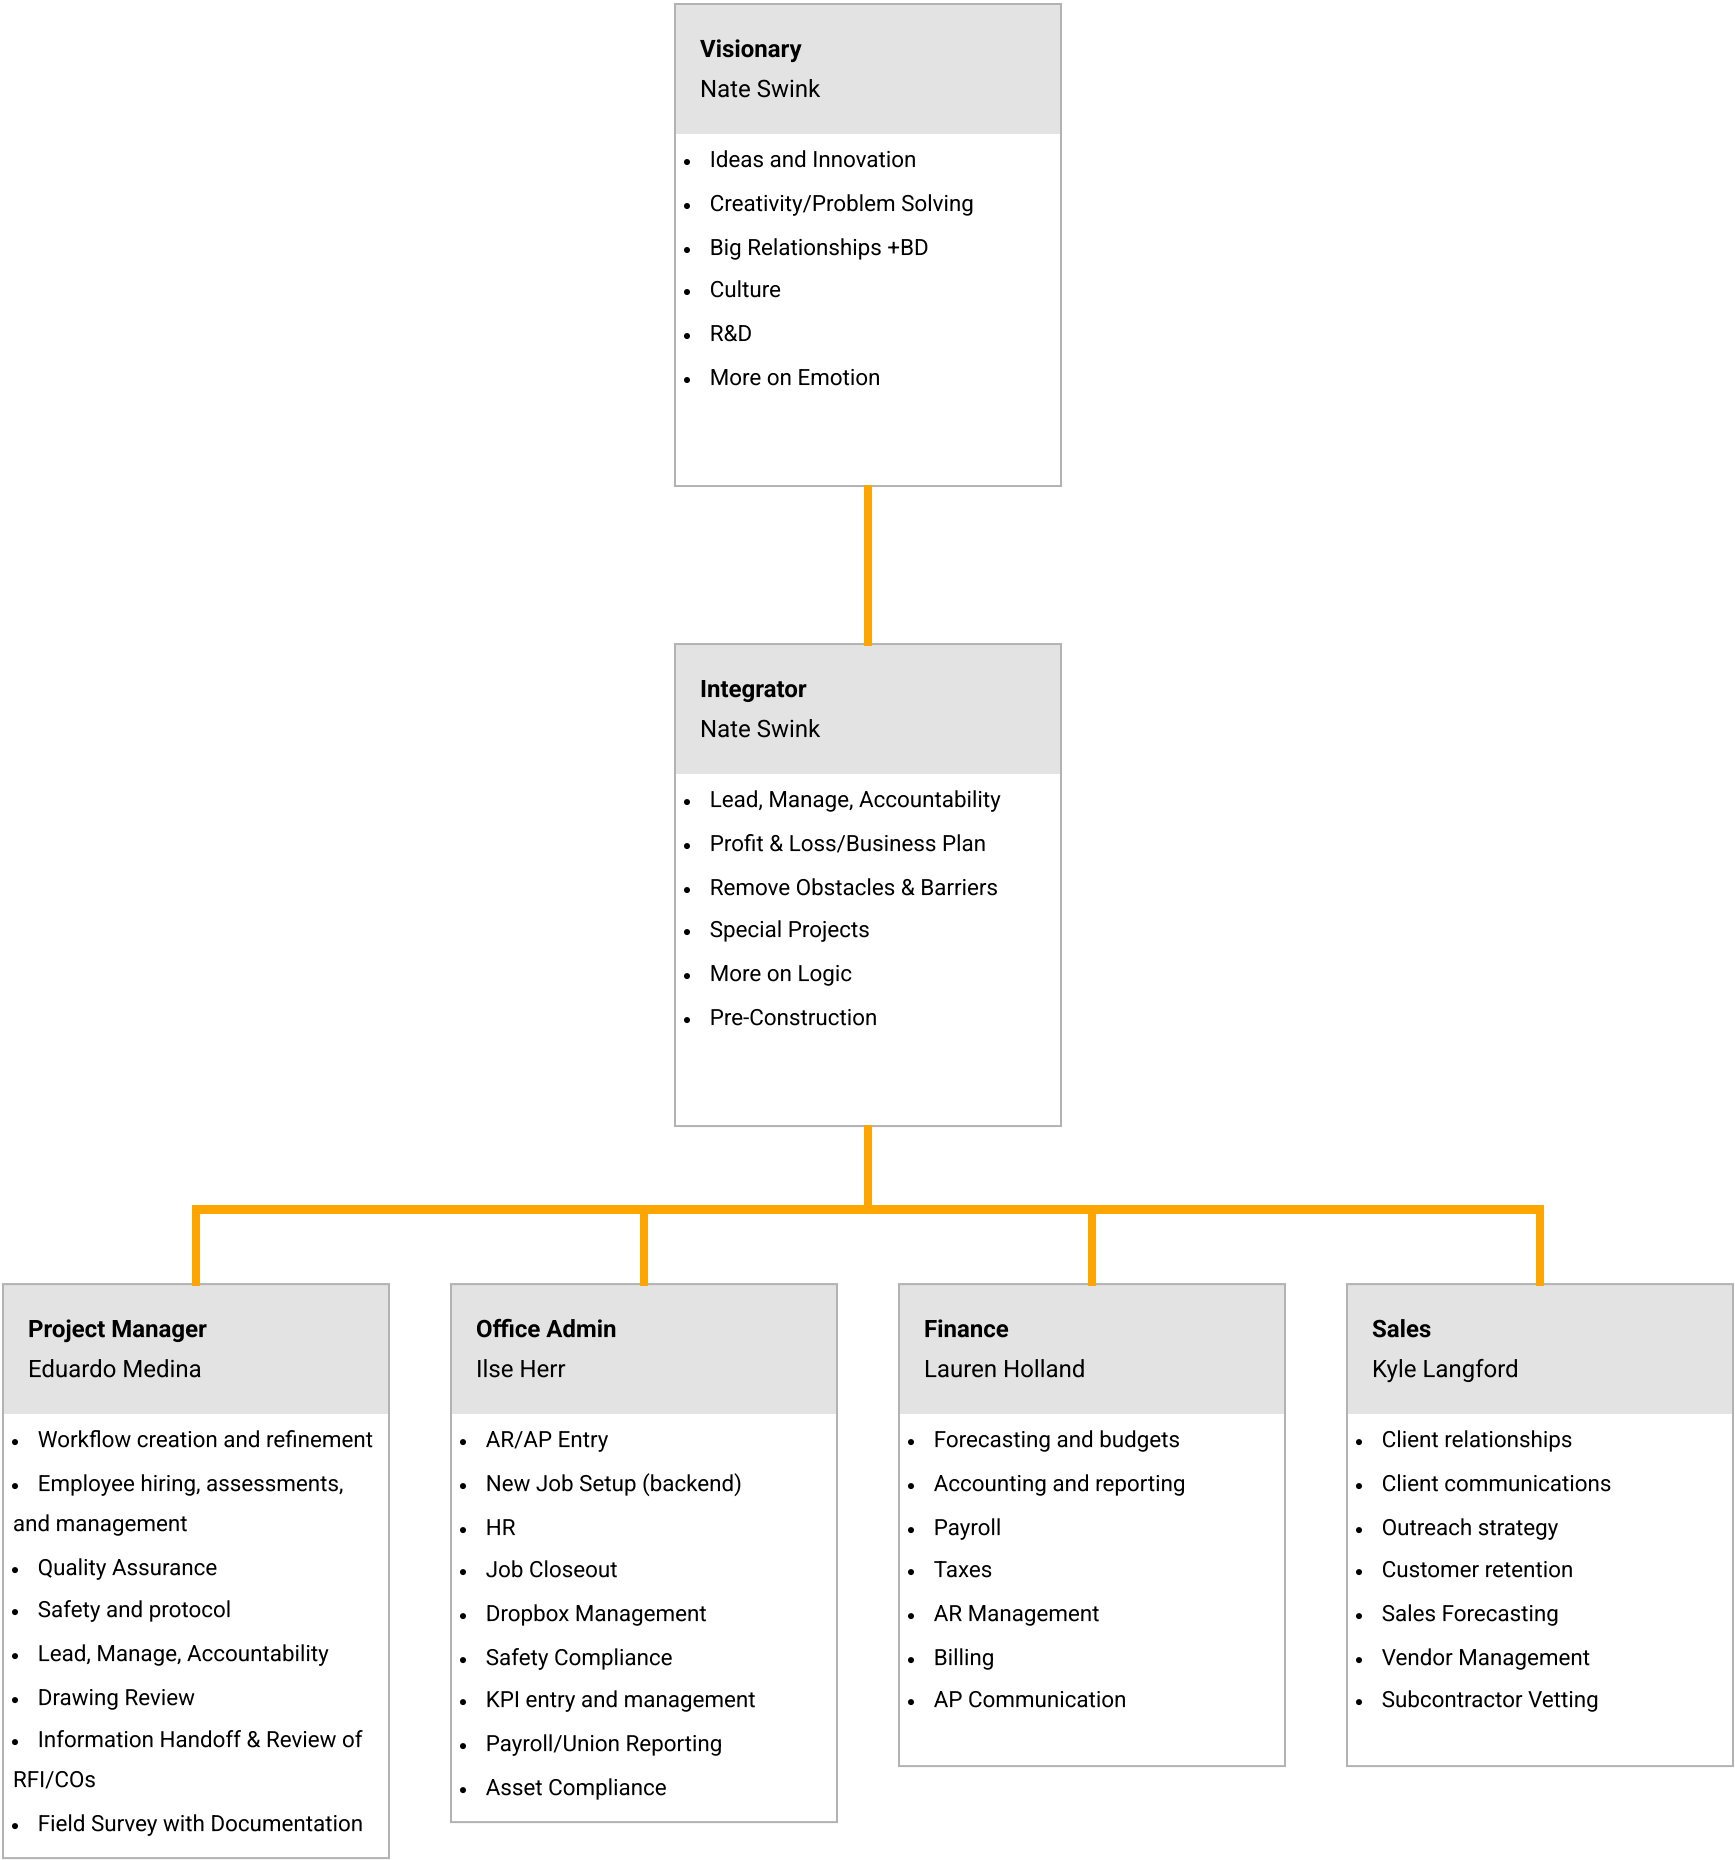 Visionary
Nate Swink
• Ideas and Innovation
• Creativity/Problem Solving
• Big Relationships +BD
• Culture
• R&D
• More on Emotion
Integrator
Nate Swink
• Lead, Manage, Accountability
• Profit & Loss/Business Plan
• Remove Obstacles & Barriers
• Special Projects
• More on Logic
• Pre-Construction
Project Manager
Eduardo Medina
• Workflow creation and refinement
• Employee hiring, assessments,
and management
• Quality Assurance
• Safety and protocol
• Lead, Manage, Accountability
• Drawing Review
• Information Handoff & Review of
RFI/COs
• Field Survey with Documentation
Office Admin
Ilse Herr
• AR/AP Entry
• New Job Setup (backend)
• HR
• Job Closeout
• Dropbox Management
• Safety Compliance
• KPI entry and management
• Payroll/Union Reporting
• Asset Compliance
Finance
Lauren Holland
• Forecasting and budgets
• Accounting and reporting
• Payroll
• Taxes
• AR Management
• Billing
• AP Communication
Sales
Kyle Langford
• Client relationships
• Client communications
• Outreach strategy
• Customer retention
• Sales Forecasting
• Vendor Management
• Subcontractor Vetting